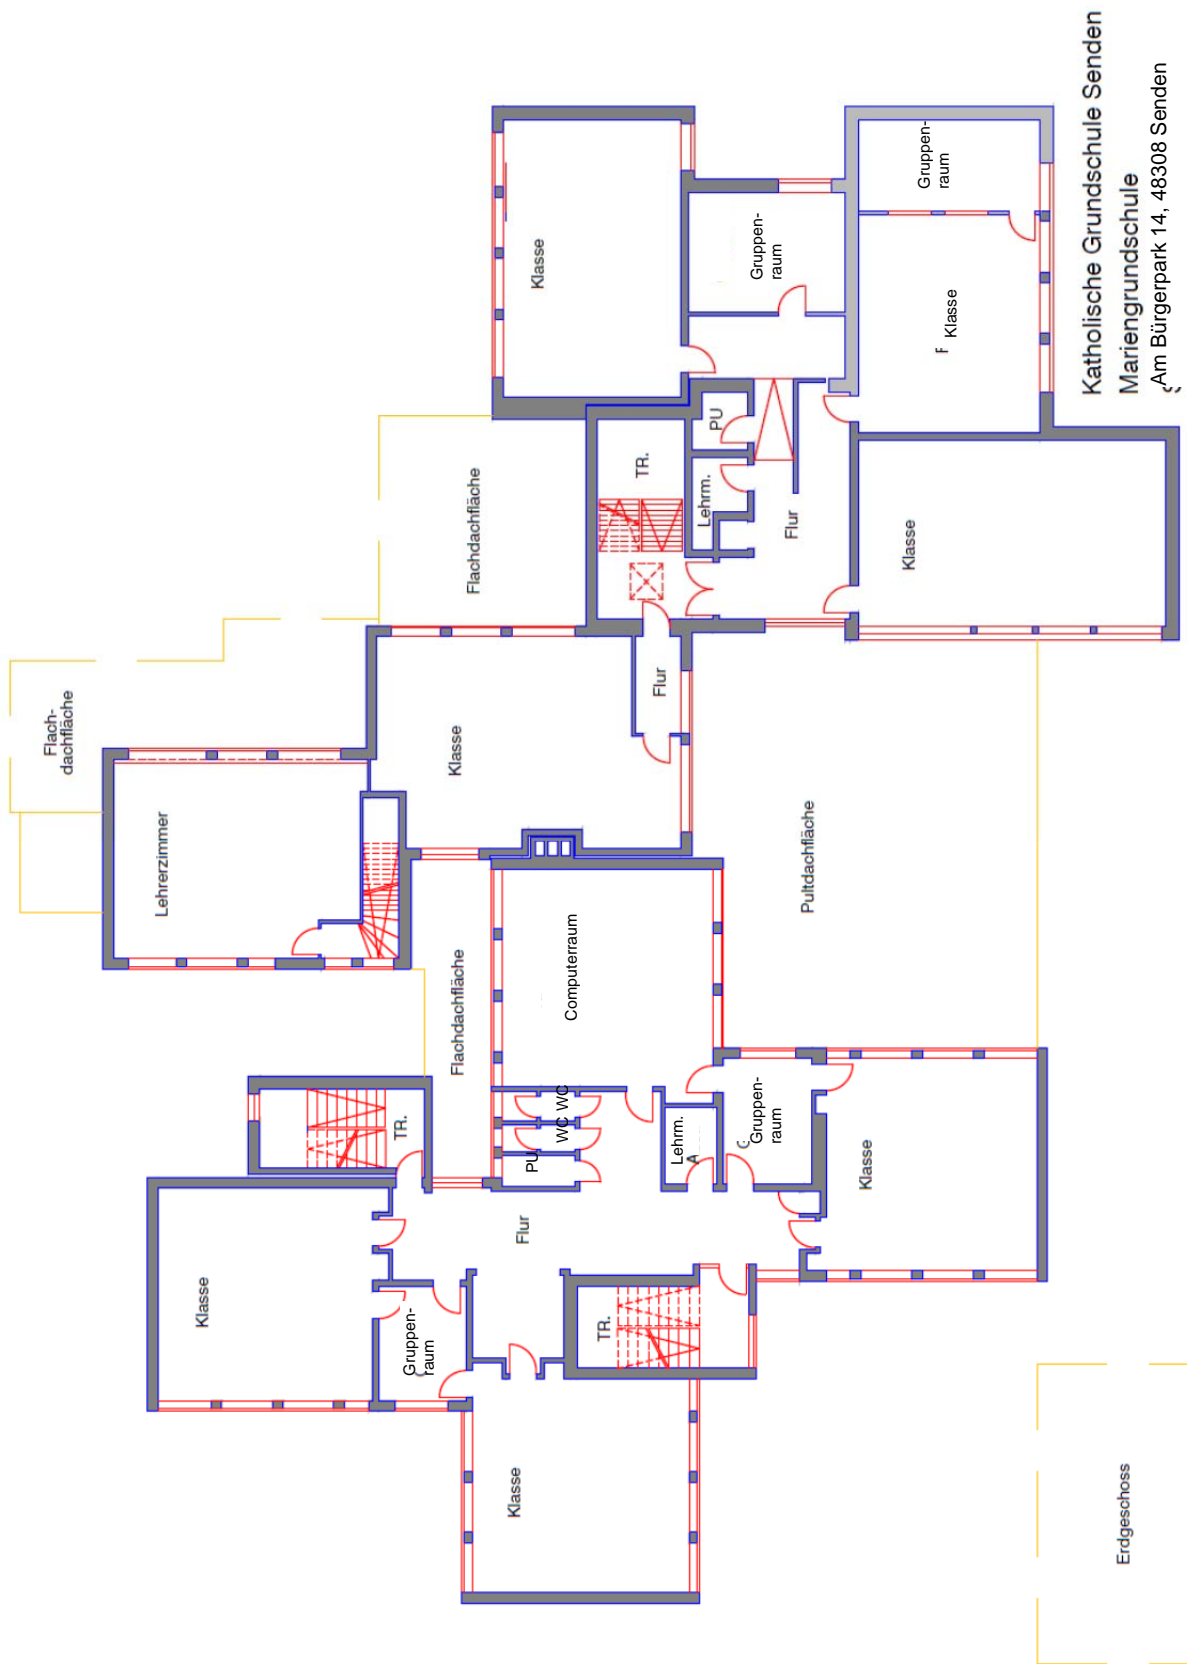 Flach-
dachfläche
Lehrerzimmer
Klasse
TR.
Gruppen-
raum
Klasse
Flachdachfläche
Flachdachfläche
Klasse
Flur
PU
Klasse
WC WC
Computerraum
TR.
TR.
Flur
Lehrm.
Lehrm.
PU
Gruppen-
raum
Gruppen-
raum
Flur
Pultdachfläche
Klasse
Klasse
Gruppen-
raum
Klasse
Katholische Grundschule Senden
Mariengrundschule
Am Bürgerpark 14, 48308 Senden
Erdgeschoss